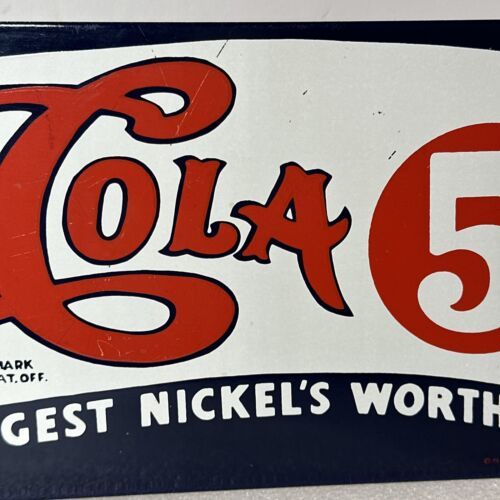 Cola 5
MARK
AT. OFF.
GEST NICKEL'S WORTH